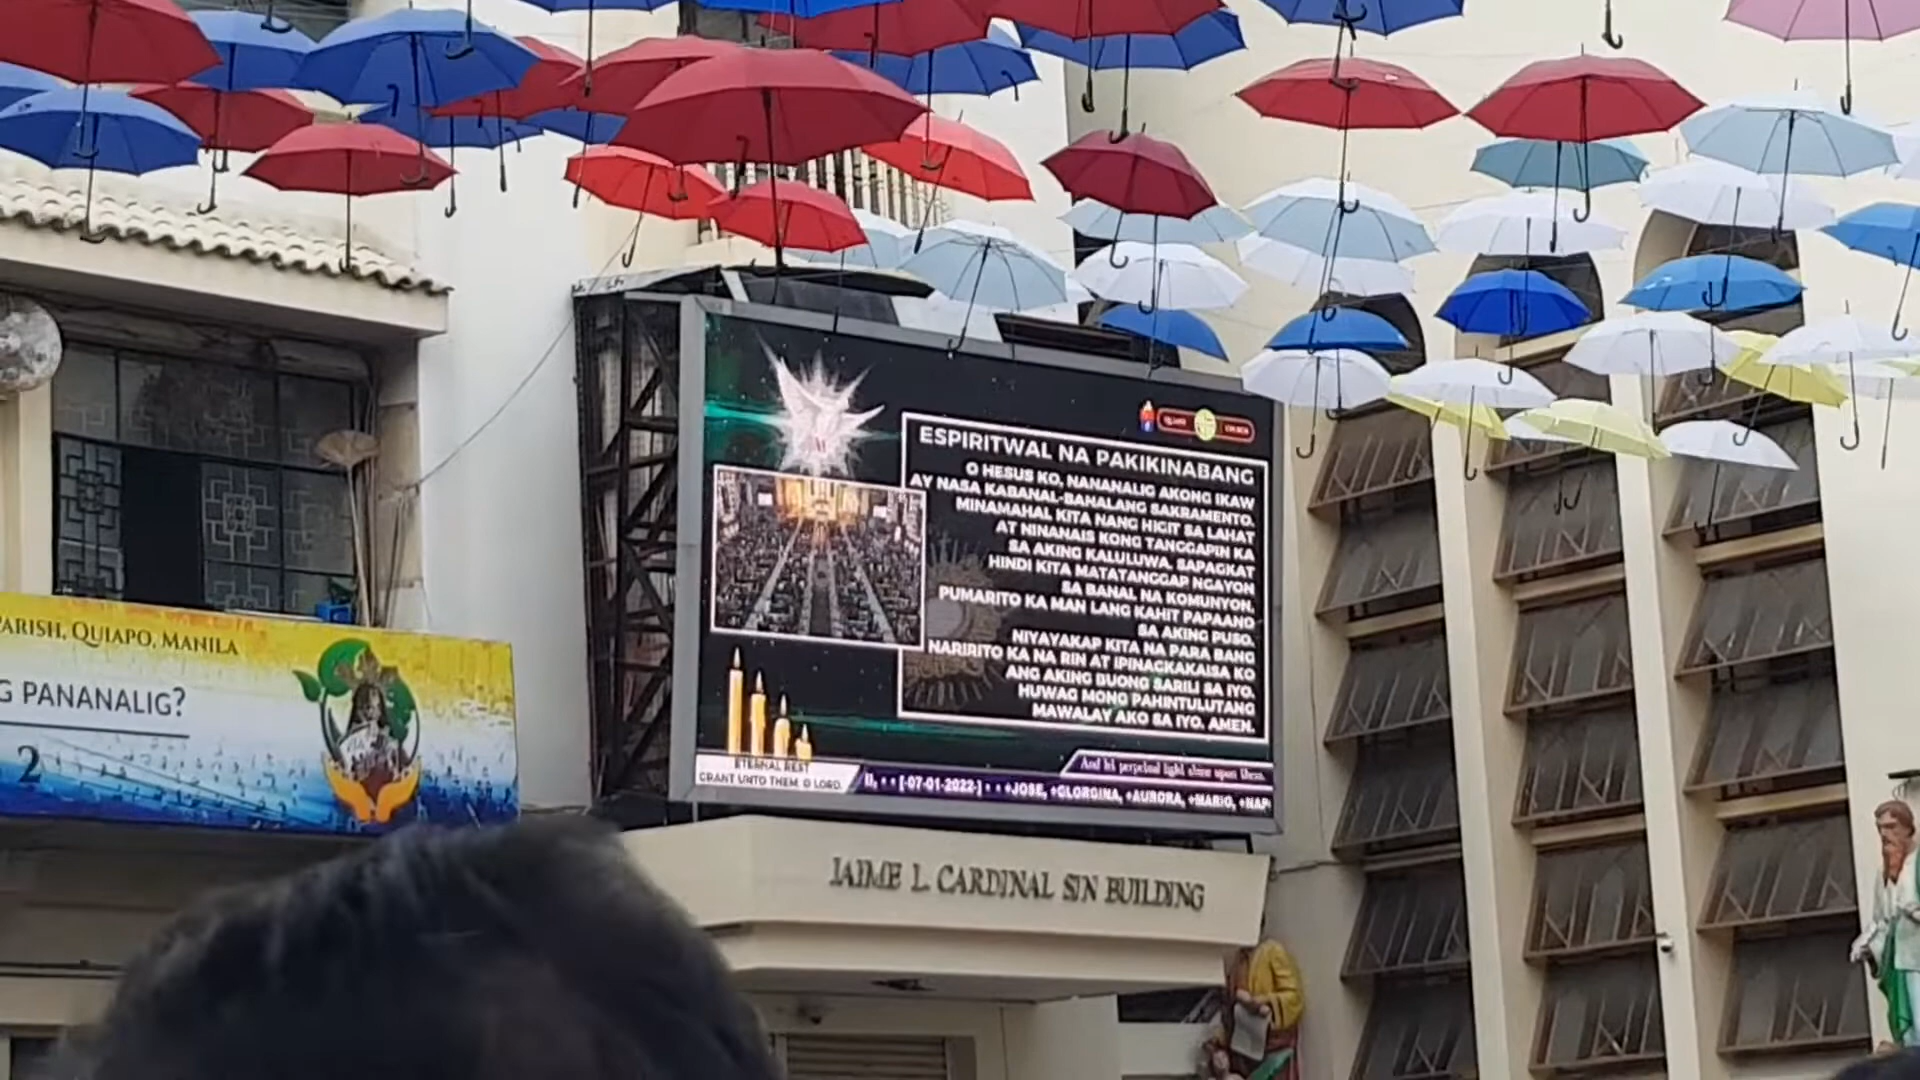 ESPIRITWAL NA PAKIKINABANG
O HESUS KO, NANANALIG AKONG IKAW
AY NASA KABANAL-BANALANG SAKRAMENTO.
MINAMAHAL KITA NANG HIGIT SA LAHAT
AT NINANAIS KONG TANGGAPIN KA
SA AKING KALULUWA. SAPAGKAT
HINDI KITA MATATANGGAP NGAYON
SA BANAL NA KOMUNYON,
PUMARITO KA MAN LANG KAHIT PAPAANO
SA AKING PUSO.
NIYAYAKAP KITA NA PARA BANG
NARIRITO KA NA RIN AT IPINAGKAKAISA KO
ANG AKING BUONG SARILI SA IYO.
HUWAG MONG PAHINTULUTANG
MAWALAY AKO SA IYO. AMEN.
And let perpetual light shine upon them.
ETERNAL REST
GRANT UNTO THEM, O LORD,
II, • • [-07-01-2022-] • • +JOSE, +GLORGINA, +AURORA, +MARIO, +NAP
PARISH, QUIAPO, MANILA
G PANANALIG?
2
JAIME L. CARDINAL SIN BUILDING